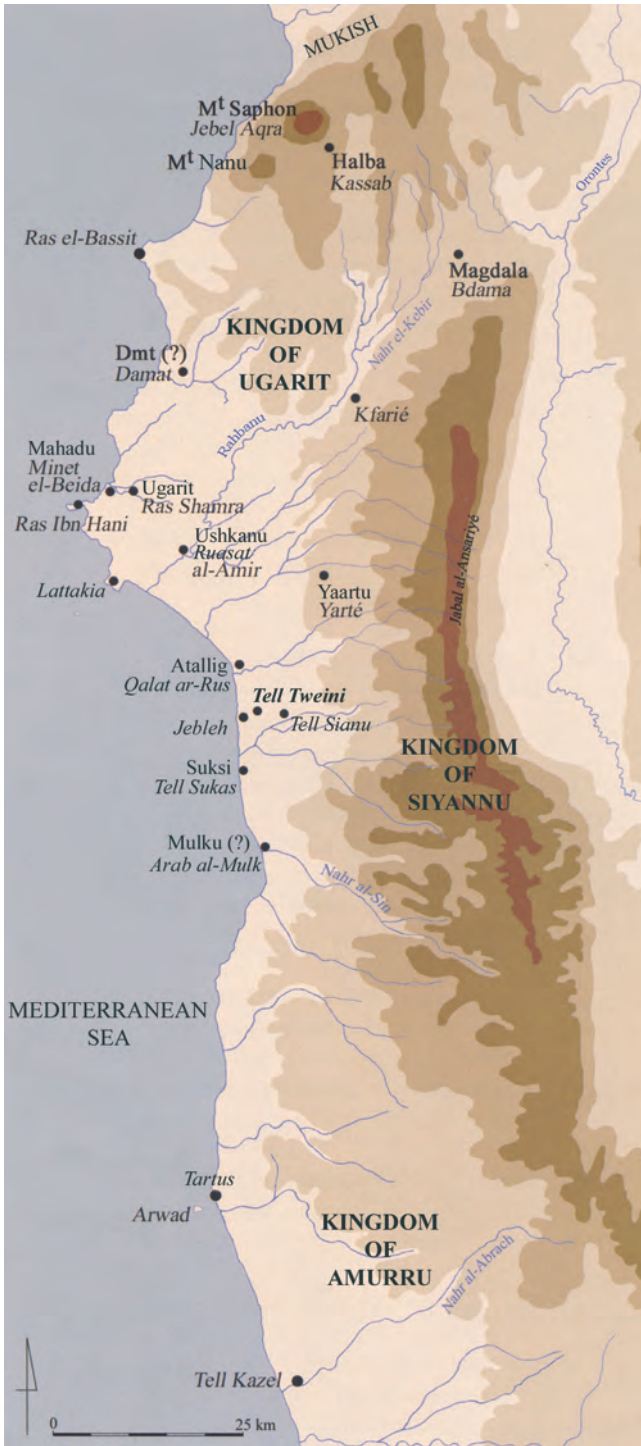 MUKISH
Mt Saphon
Jebel Aqra
Mt Nanu
Halba
Kassab
Orontes
Ras el-Bassit
Magdala
Bdama
KINGDOM
OF
UGARIT
Nahr el-Kebir
Dmt (?)
Damat
Kfarié
Rahbanu
Mahadu
Minet
el-Beida
Ugarit
Ras Shamra
Ras Ibn Hani
Ushkanu
Ruasat
al-Amir
Lattakia
Yaartu
Yarté
Jabal al-Ansariyé
Atallig
Qalat ar-Rus
Tell Tweini
Jebleh
Tell Sianu
KINGDOM
OF
SIYANNU
Suksi
Tell Sukas
Mulku (?)
Arab al-Mulk
Nahr al-Sin
MEDITERRANEAN
SEA
Tartus
Arwad
KINGDOM
OF
AMURRU
Nahr al-Abrach
Tell Kazel
0 25 km